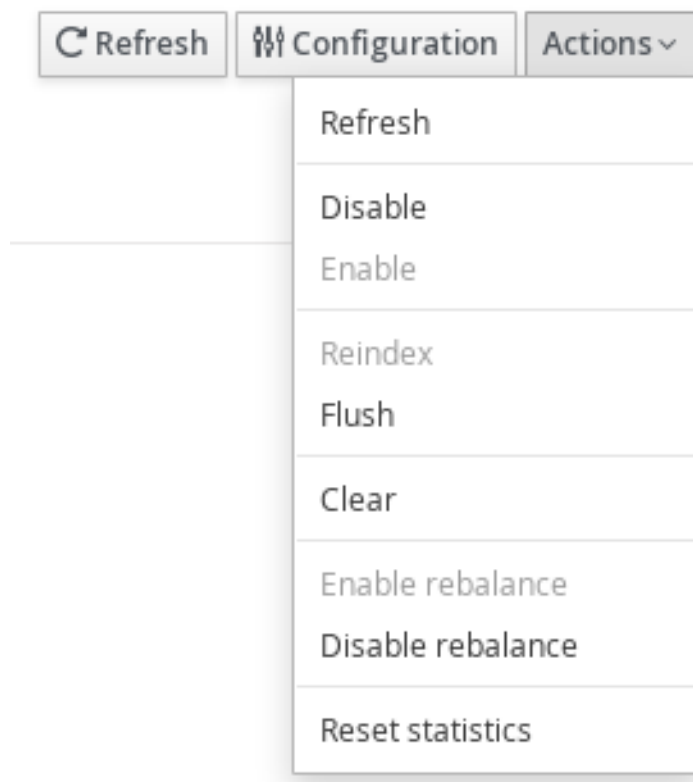 Refresh Configuration Actions
Refresh
Disable
Enable
Reindex
Flush
Clear
Enable rebalance
Disable rebalance
Reset statistics